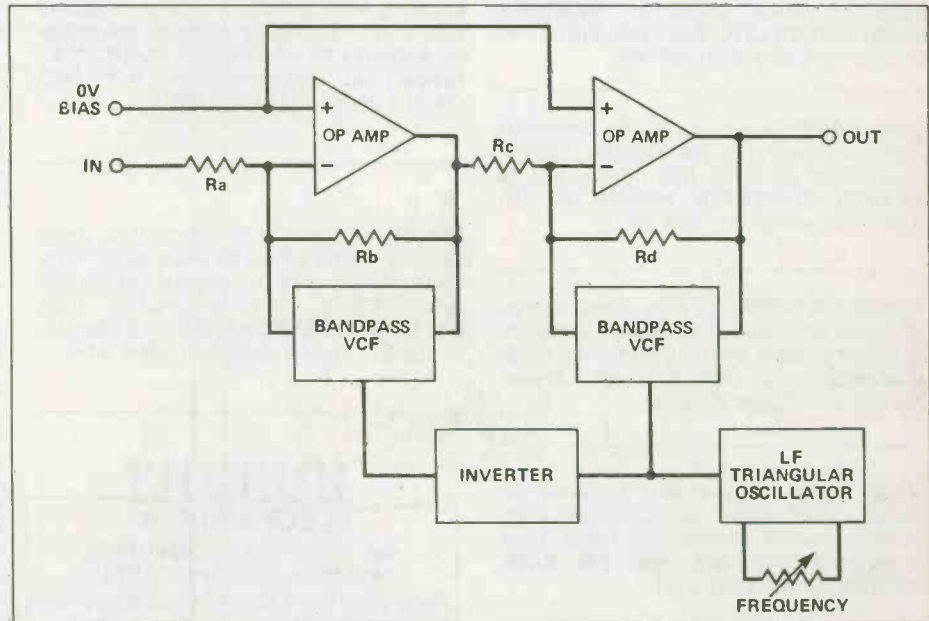 0V
BIAS
IN
Ra
+
OP AMP
−
Rb
BANDPASS
VCF
Rc
+
OP AMP
−
Rd
BANDPASS
VCF
OUT
INVERTER
LF
TRIANGULAR
OSCILLATOR
FREQUENCY